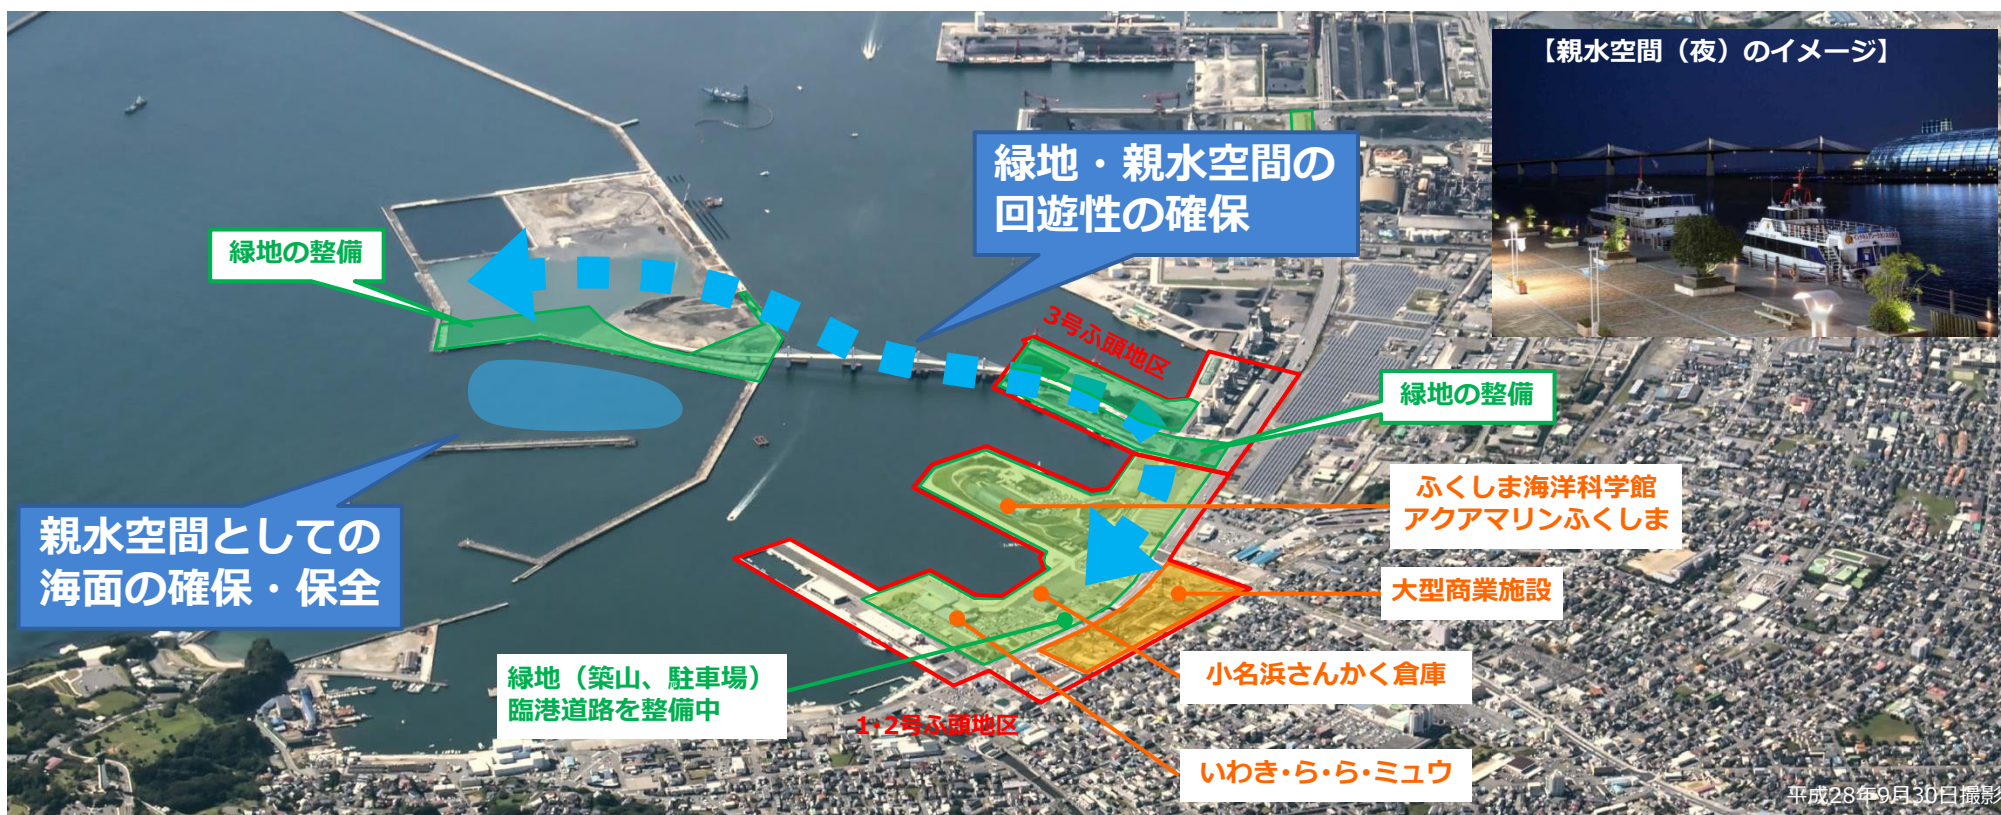 【親水空間（夜）のイメージ】
緑地・親水空間の
回遊性の確保
緑地の整備
3号ふ頭地区
緑地の整備
ふくしま海洋科学館
アクアマリンふくしま
親水空間としての
海面の確保・保全
大型商業施設
緑地（築山、駐車場）
臨港道路を整備中
小名浜さんかく倉庫
1・2号ふ頭地区
いわき・ら・ら・ミュウ
平成28年9月30日撮影